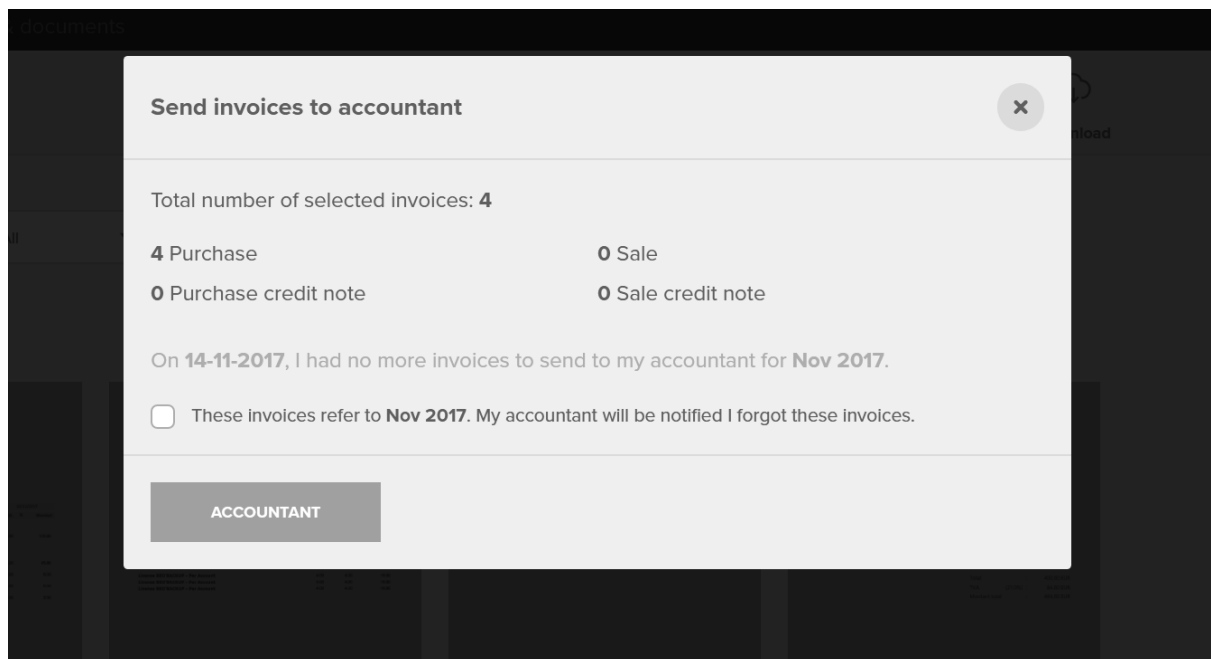 documents
Send invoices to accountant
Total number of selected invoices: 4
4 Purchase
0 Sale
0 Purchase credit note
0 Sale credit note
On 14-11-2017, I had no more invoices to send to my accountant for Nov 2017.
These invoices refer to Nov 2017. My accountant will be notified I forgot these invoices.
ACCOUNTANT